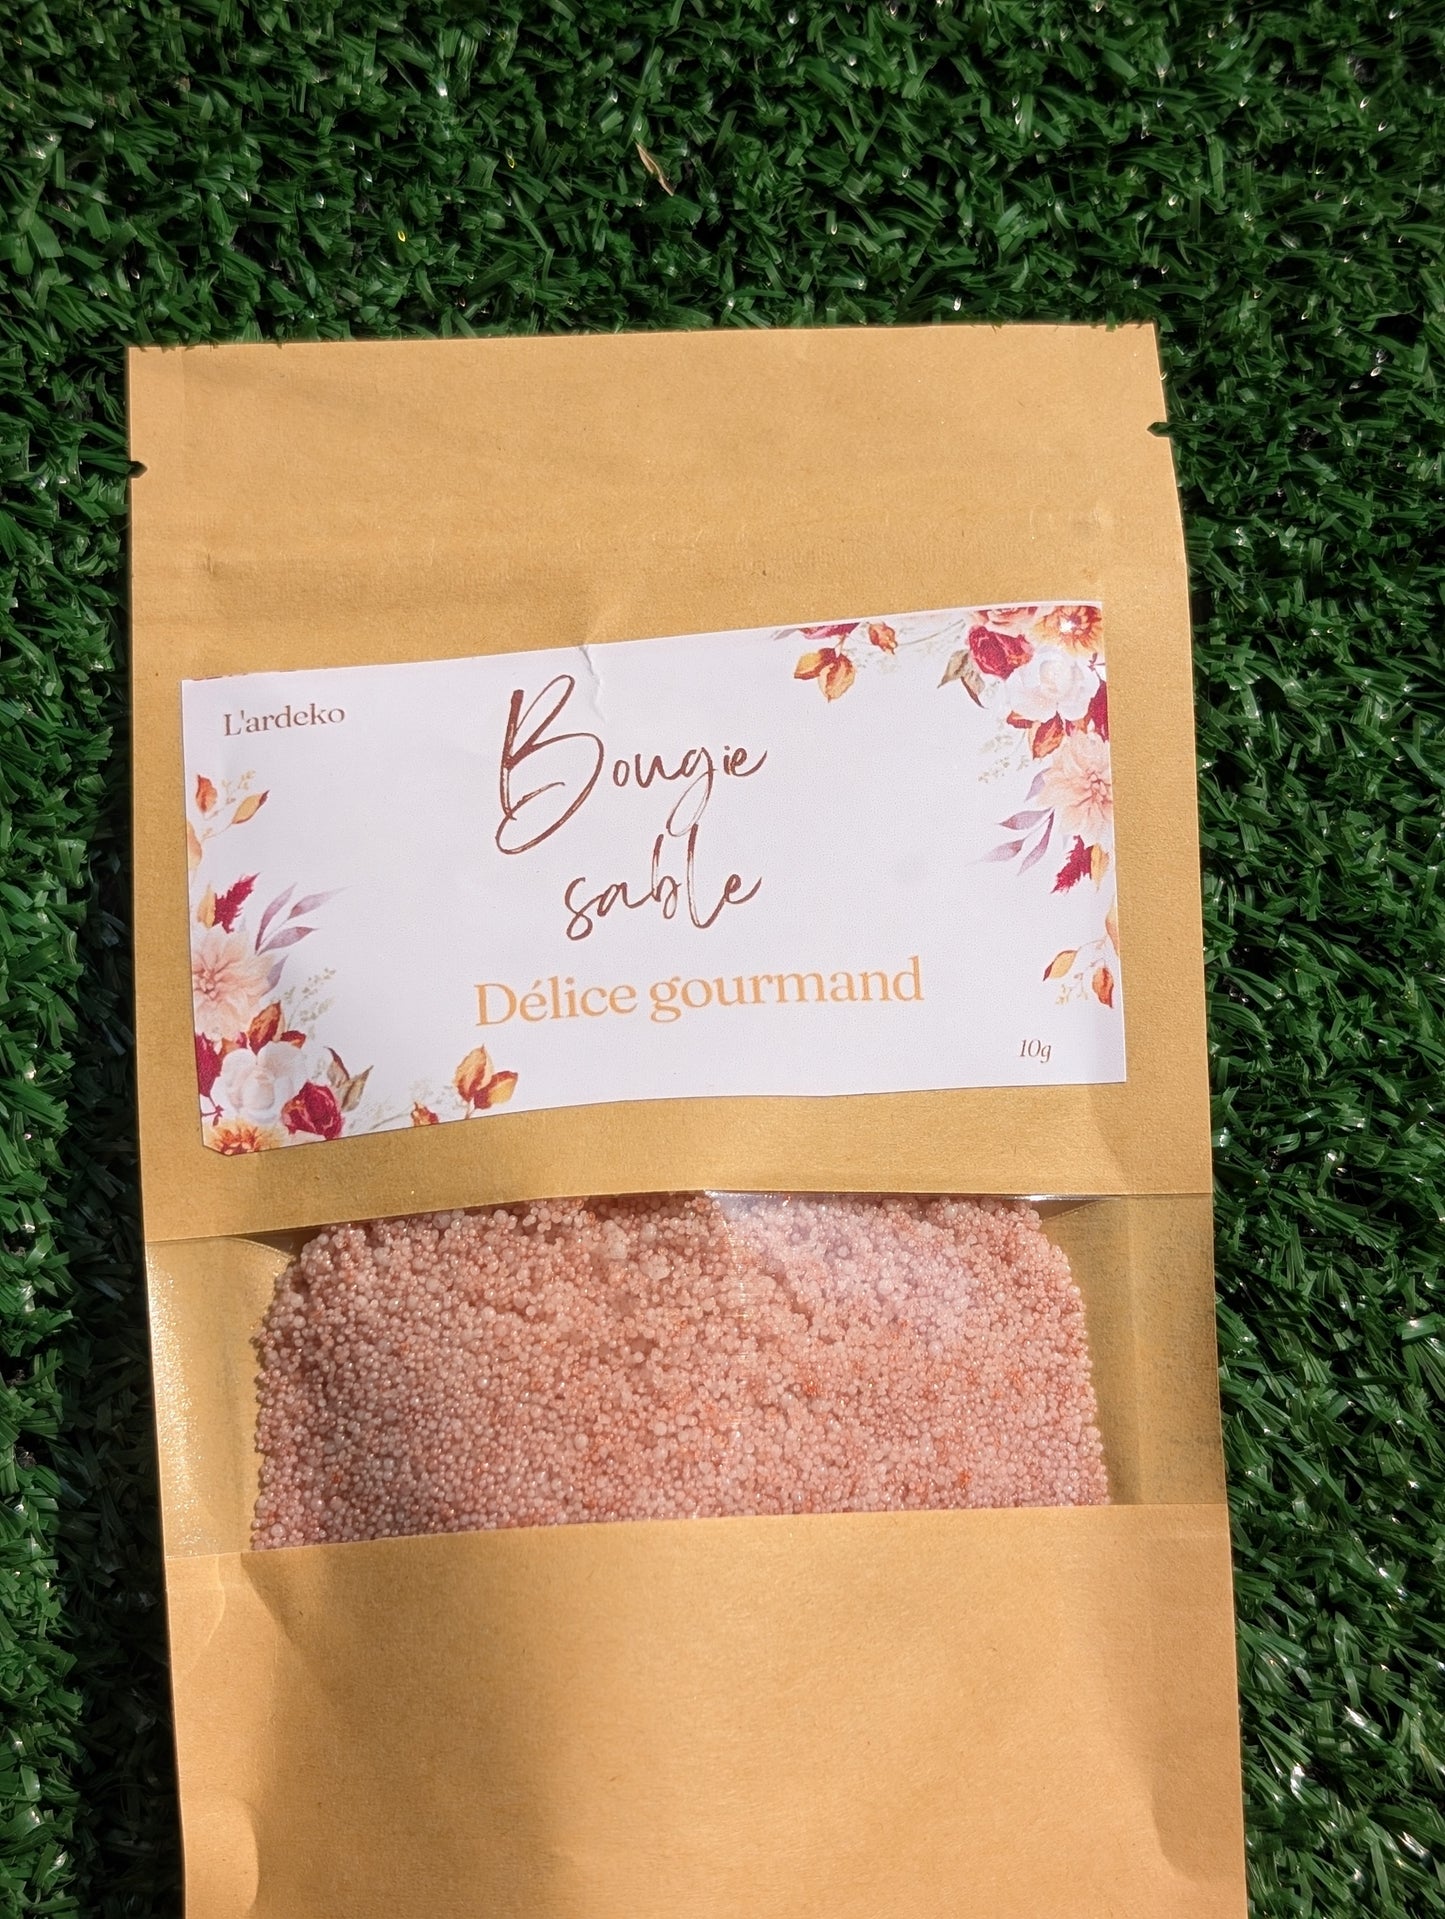 L'ardeko
Bougie
sable
Délice gourmand
10g